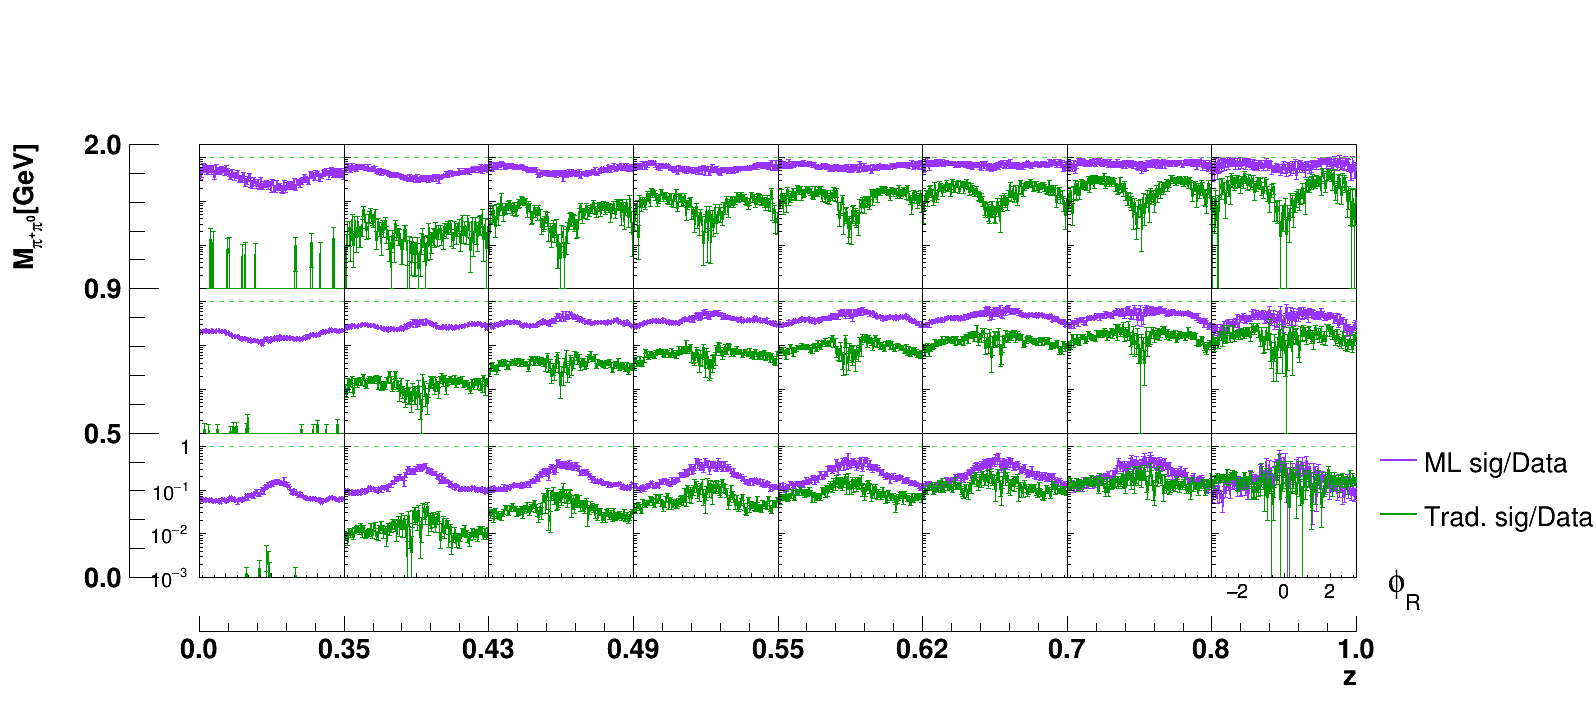 M π⁺π⁰ [GeV]
2.0
0.9
0.5
0.0
1
10⁻¹
10⁻²
10⁻³
ML sig/Data
Trad. sig/Data
−2 0 2
ϕ_R
0.0 0.35 0.43 0.49 0.55 0.62 0.7 0.8 1.0
z